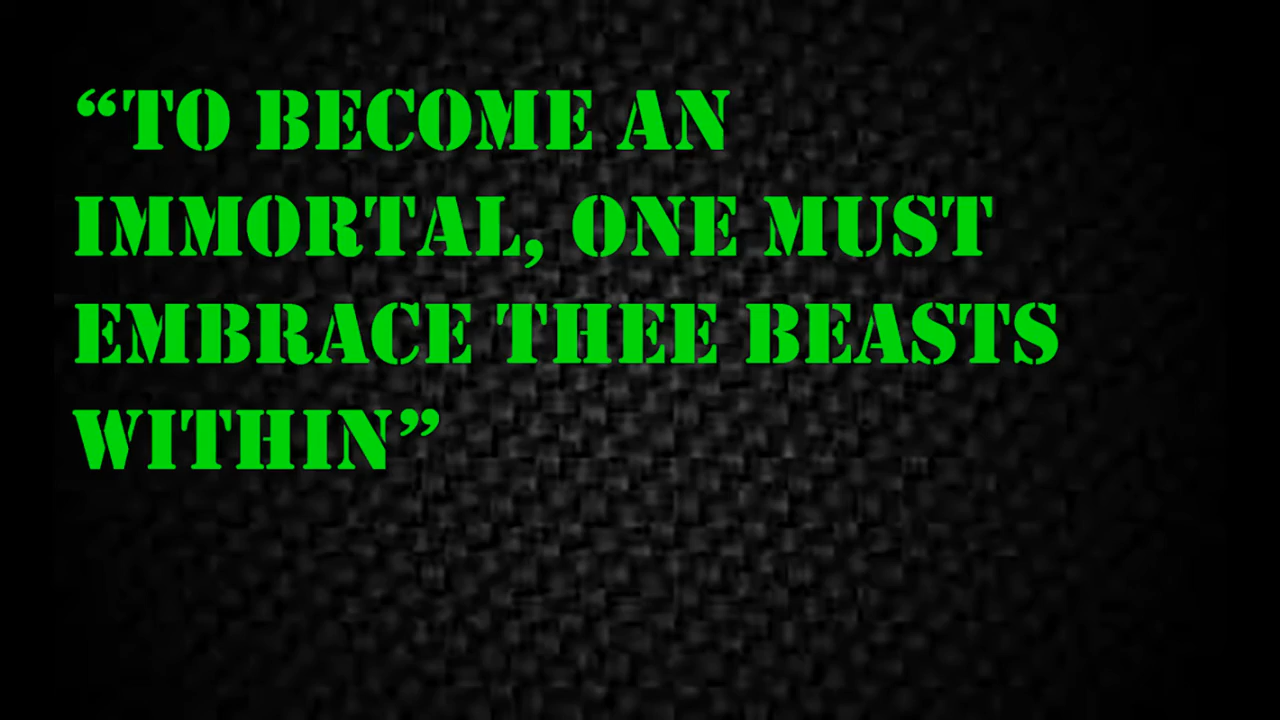 “TO BECOME AN
IMMORTAL, ONE MUST
EMBRACE THEE BEASTS
WITHIN”